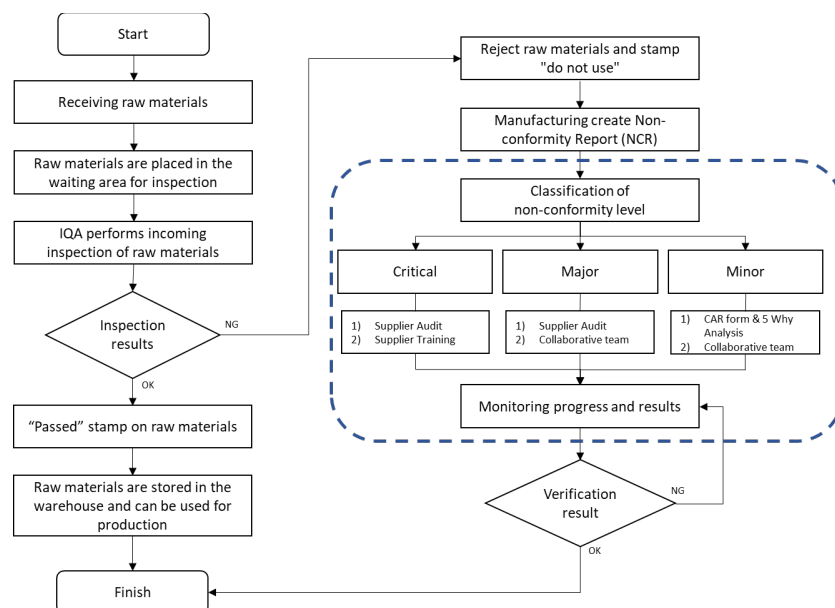 Start
Receiving raw materials
Raw materials are placed in the
waiting area for inspection
IQA performs incoming
inspection of raw materials
Inspection
results
NG
OK
“Passed” stamp on raw materials
Raw materials are stored in the
warehouse and can be used for
production
Finish
Reject raw materials and stamp
"do not use"
Manufacturing create Non-
conformity Report (NCR)
Classification of
non-conformity level
Critical
Major
Minor
1) Supplier Audit
2) Supplier Training
1) Supplier Audit
2) Collaborative team
1) CAR form & 5 Why
Analysis
2) Collaborative team
Monitoring progress and results
Verification
result
NG
OK